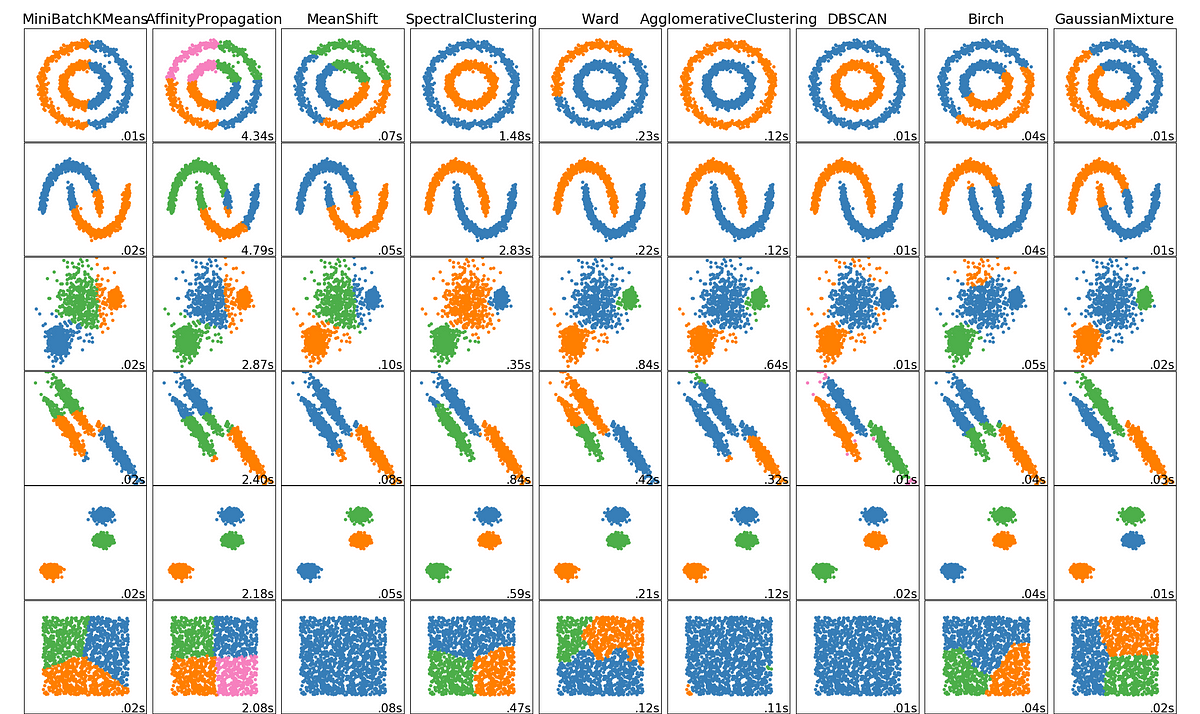 MiniBatchKMeans AffinityPropagation MeanShift SpectralClustering Ward AgglomerativeClustering DBSCAN Birch GaussianMixture
.01s 4.34s .07s 1.48s .23s .12s .01s .04s .01s
.02s 4.79s .05s 2.83s .22s .12s .01s .04s .01s
.02s 2.87s .10s .35s .84s .64s .01s .05s .02s
.02s 2.40s .08s .84s .42s .32s .01s .04s .03s
.02s 2.18s .05s .59s .21s .12s .02s .04s .01s
.02s 2.08s .08s .47s .12s .11s .01s .04s .02s